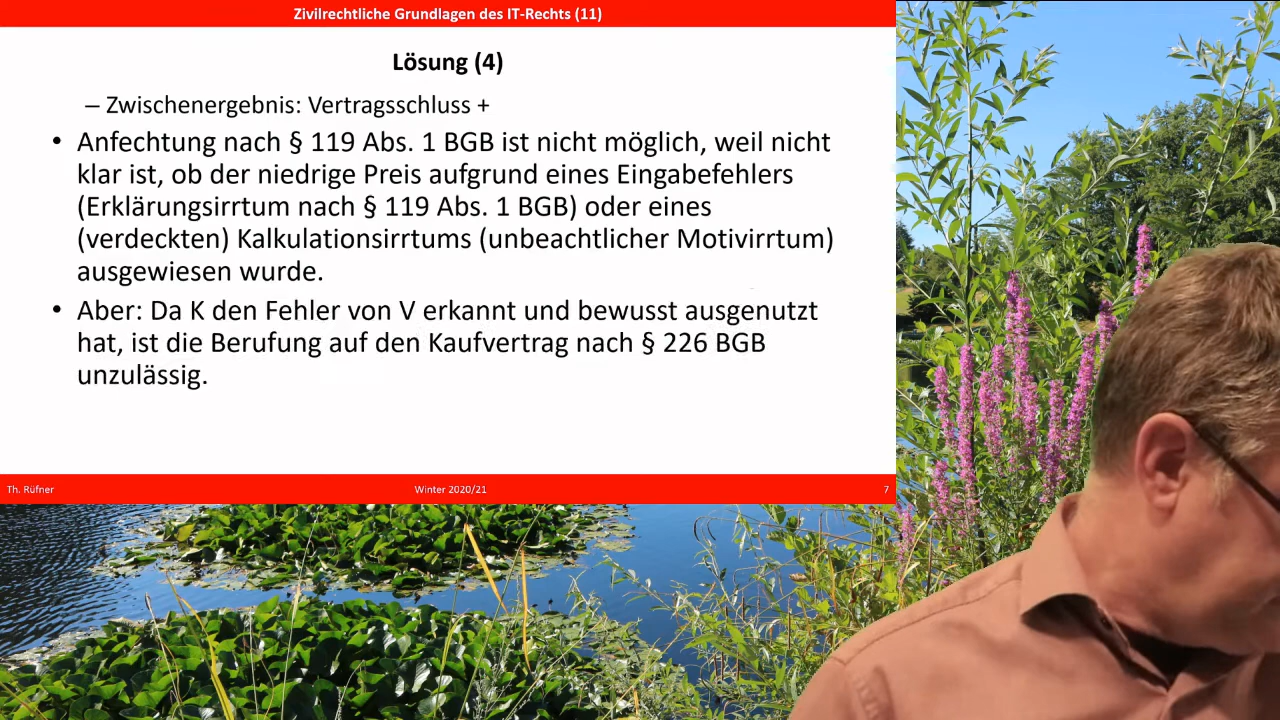 Zivilrechtliche Grundlagen des IT-Rechts (11)
Lösung (4)
– Zwischenergebnis: Vertragsschluss +
• Anfechtung nach § 119 Abs. 1 BGB ist nicht möglich, weil nicht
klar ist, ob der niedrige Preis aufgrund eines Eingabefehlers
(Erklärungsirrtum nach § 119 Abs. 1 BGB) oder eines
(verdeckten) Kalkulationsirrtums (unbeachtlicher Motivirrtum)
ausgewiesen wurde.
• Aber: Da K den Fehler von V erkannt und bewusst ausgenutzt
hat, ist die Berufung auf den Kaufvertrag nach § 226 BGB
unzulässig.
Th. Rüfner Winter 2020/21 7